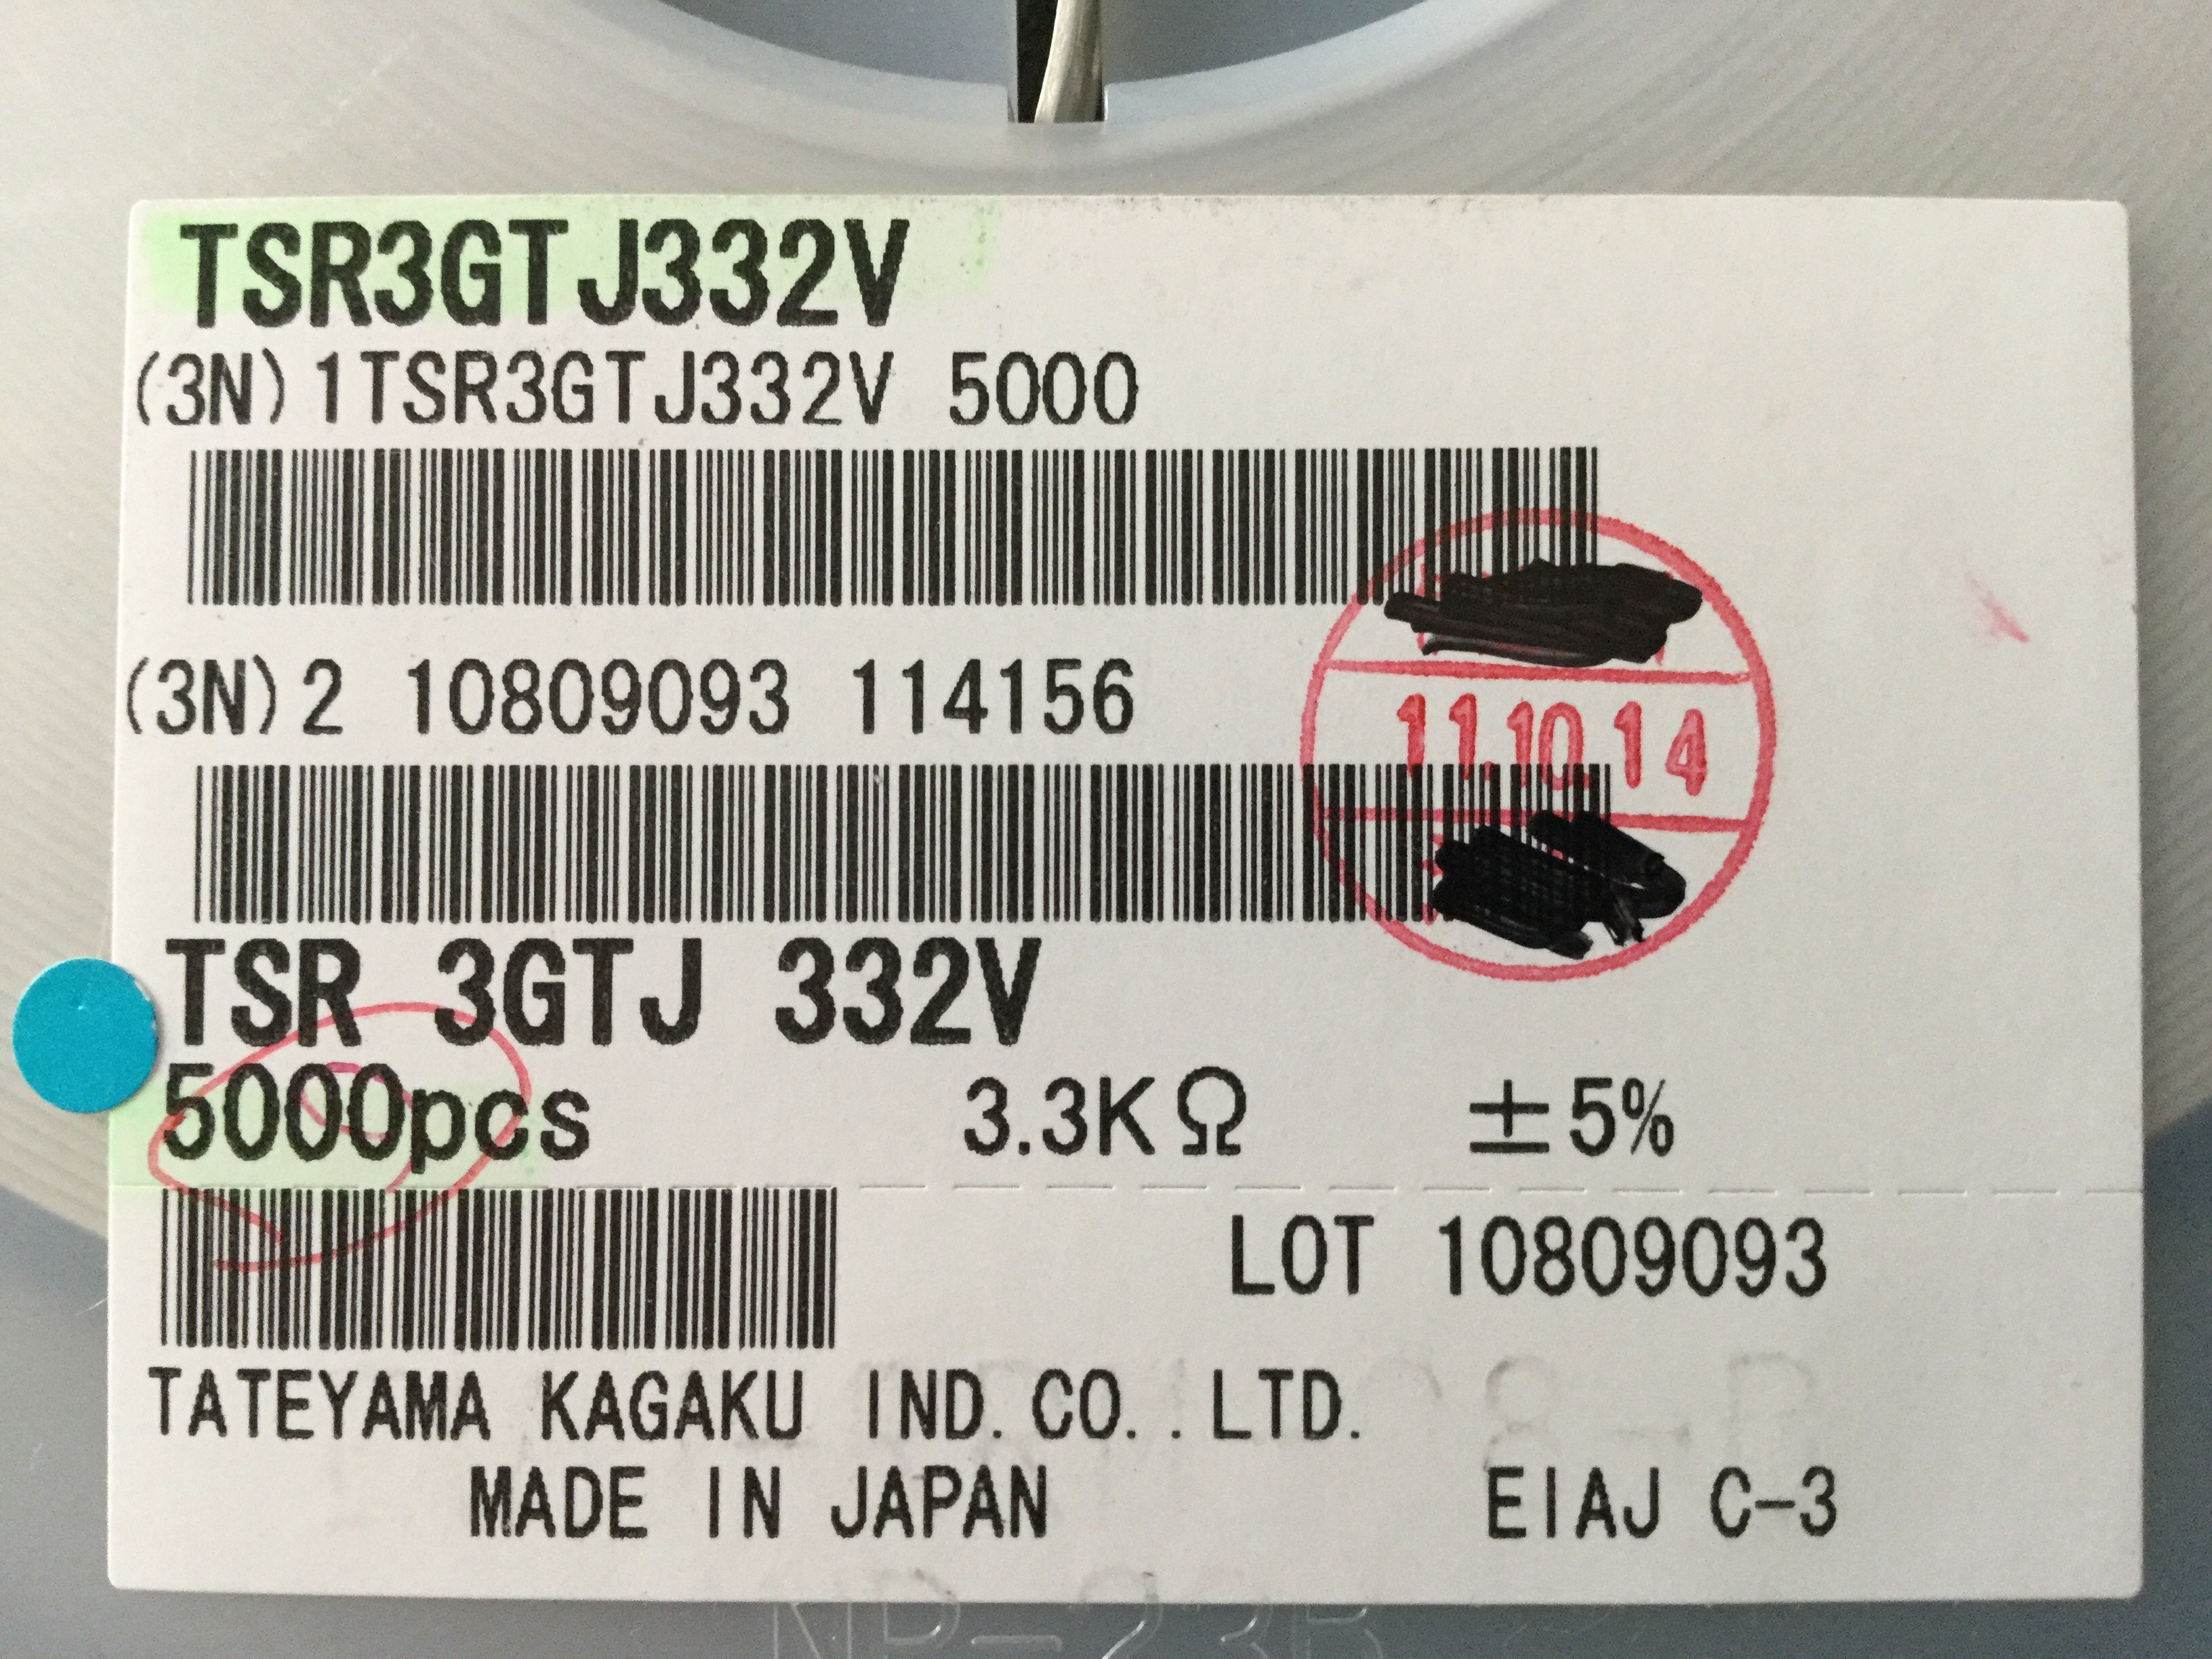 TSR3GTJ332V
(3N)1TSR3GTJ332V 5000
(3N)2 10809093 114156
11.10.14
TSR 3GTJ 332V
5000pcs 3.3KΩ ±5%
LOT 10809093
TATEYAMA KAGAKU IND.CO..LTD.
MADE IN JAPAN EIAJ C-3